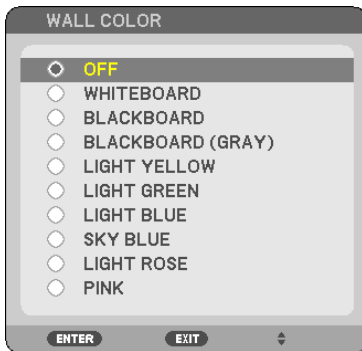 WALL COLOR
OFF
WHITEBOARD
BLACKBOARD
BLACKBOARD (GRAY)
LIGHT YELLOW
LIGHT GREEN
LIGHT BLUE
SKY BLUE
LIGHT ROSE
PINK
ENTER EXIT